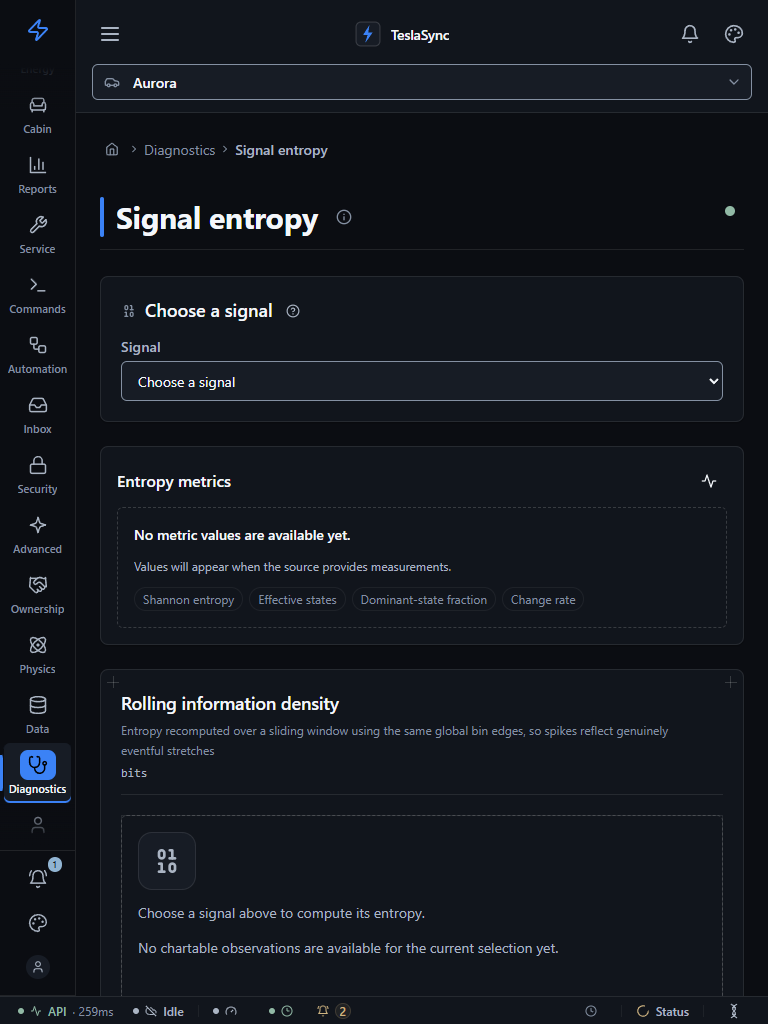 TeslaSync
Aurora
Energy
Cabin
Reports
Service
Commands
Automation
Inbox
Security
Advanced
Ownership
Physics
Data
Diagnostics
1
Diagnostics
Signal entropy
Signal entropy
Choose a signal
Signal
Choose a signal
Entropy metrics
No metric values are available yet.
Values will appear when the source provides measurements.
Shannon entropy Effective states Dominant-state fraction Change rate
Rolling information density
Entropy recomputed over a sliding window using the same global bin edges, so spikes reflect genuinely
eventful stretches
bits
01
10
Choose a signal above to compute its entropy.
No chartable observations are available for the current selection yet.
API · 259ms Idle 2 Status